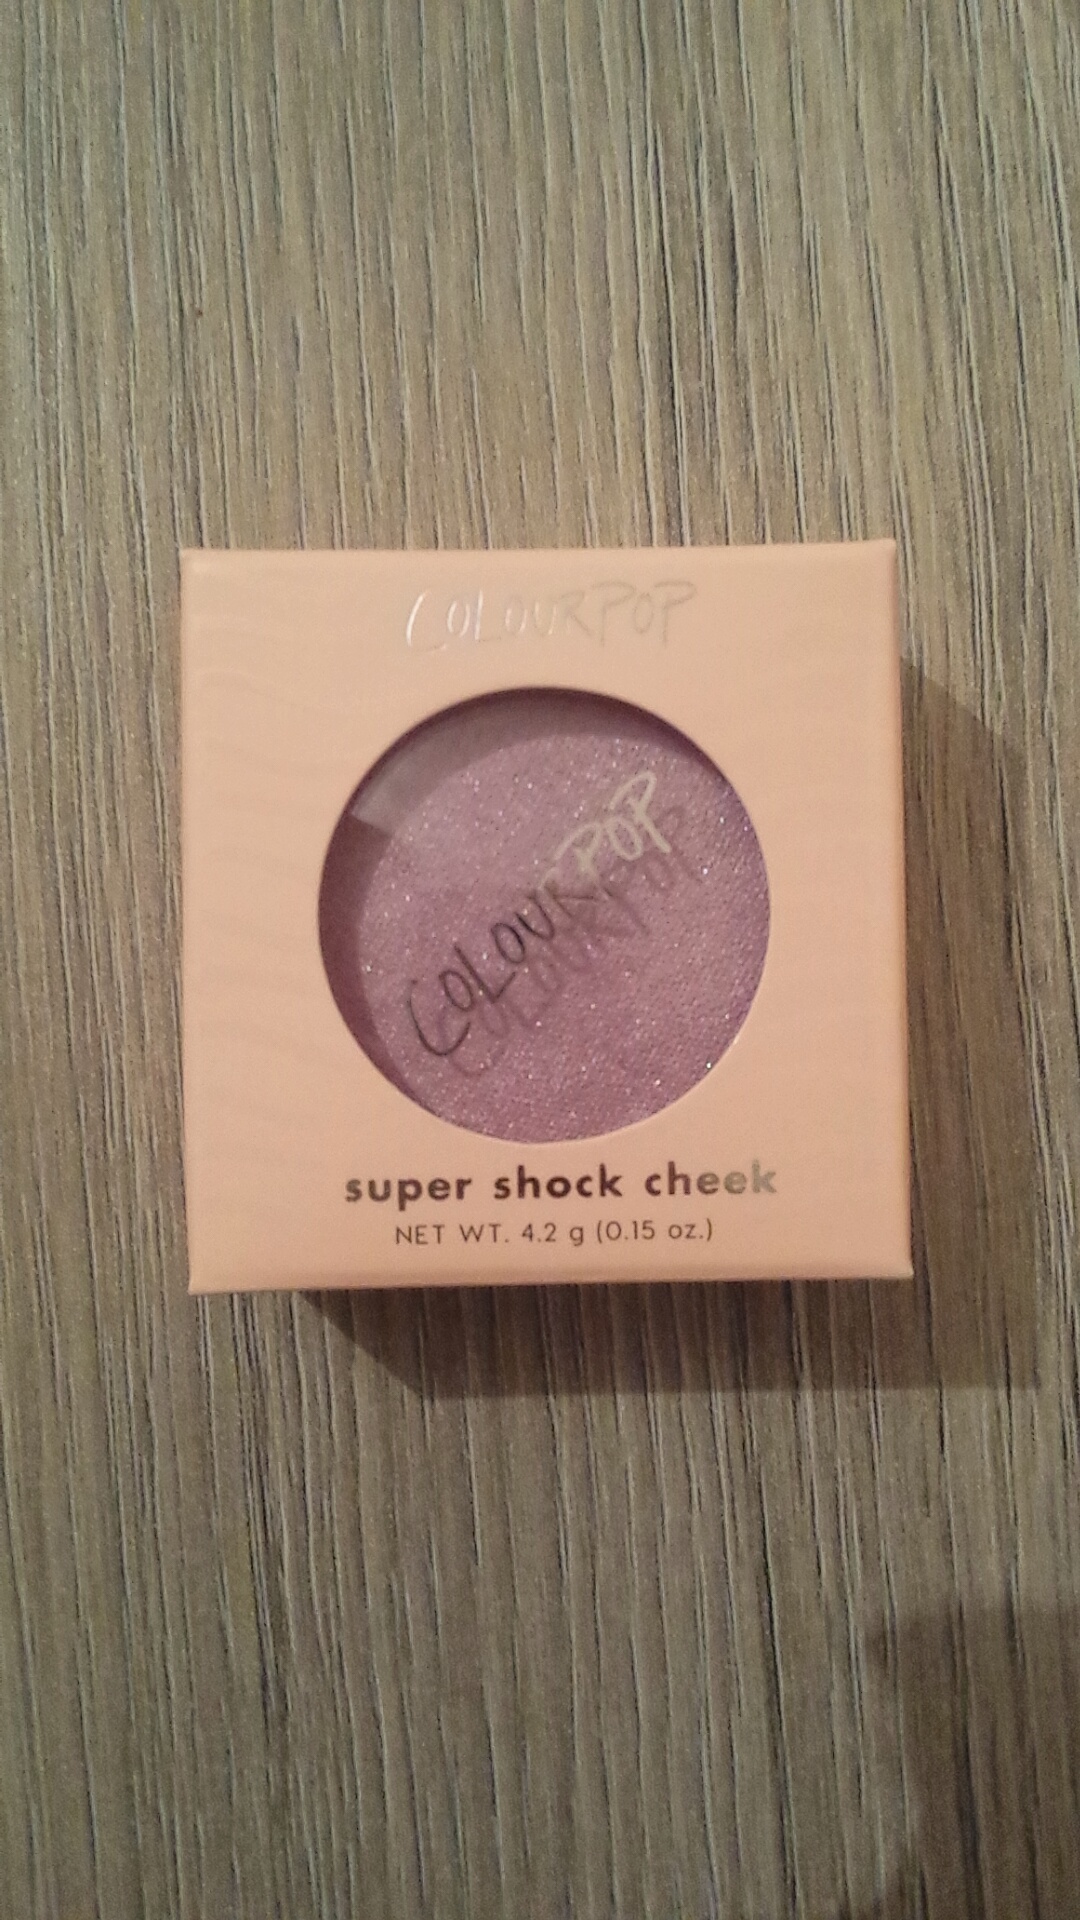 COLOURPOP
COLOURPOP
super shock cheek
NET WT. 4.2 g (0.15 oz.)